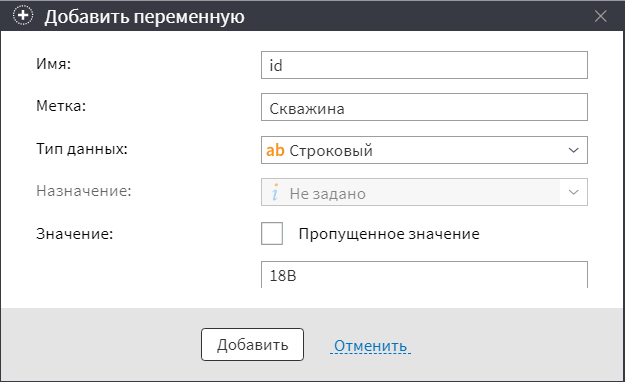 Добавить переменную
Имя: id
Метка: Скважина
Тип данных: ab Строковый
Назначение: i Не задано
Значение: Пропущенное значение
18В
Добавить Отменить